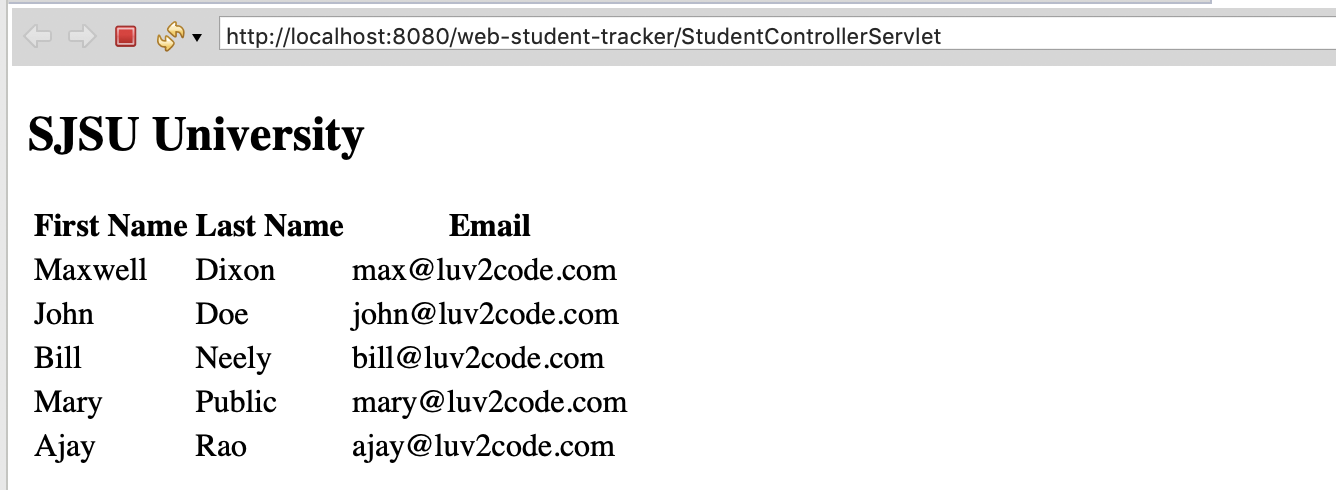 http://localhost:8080/web-student-tracker/StudentControllerServlet
SJSU University
First Name Last Name Email
Maxwell Dixon max@luv2code.com
John Doe john@luv2code.com
Bill Neely bill@luv2code.com
Mary Public mary@luv2code.com
Ajay Rao ajay@luv2code.com